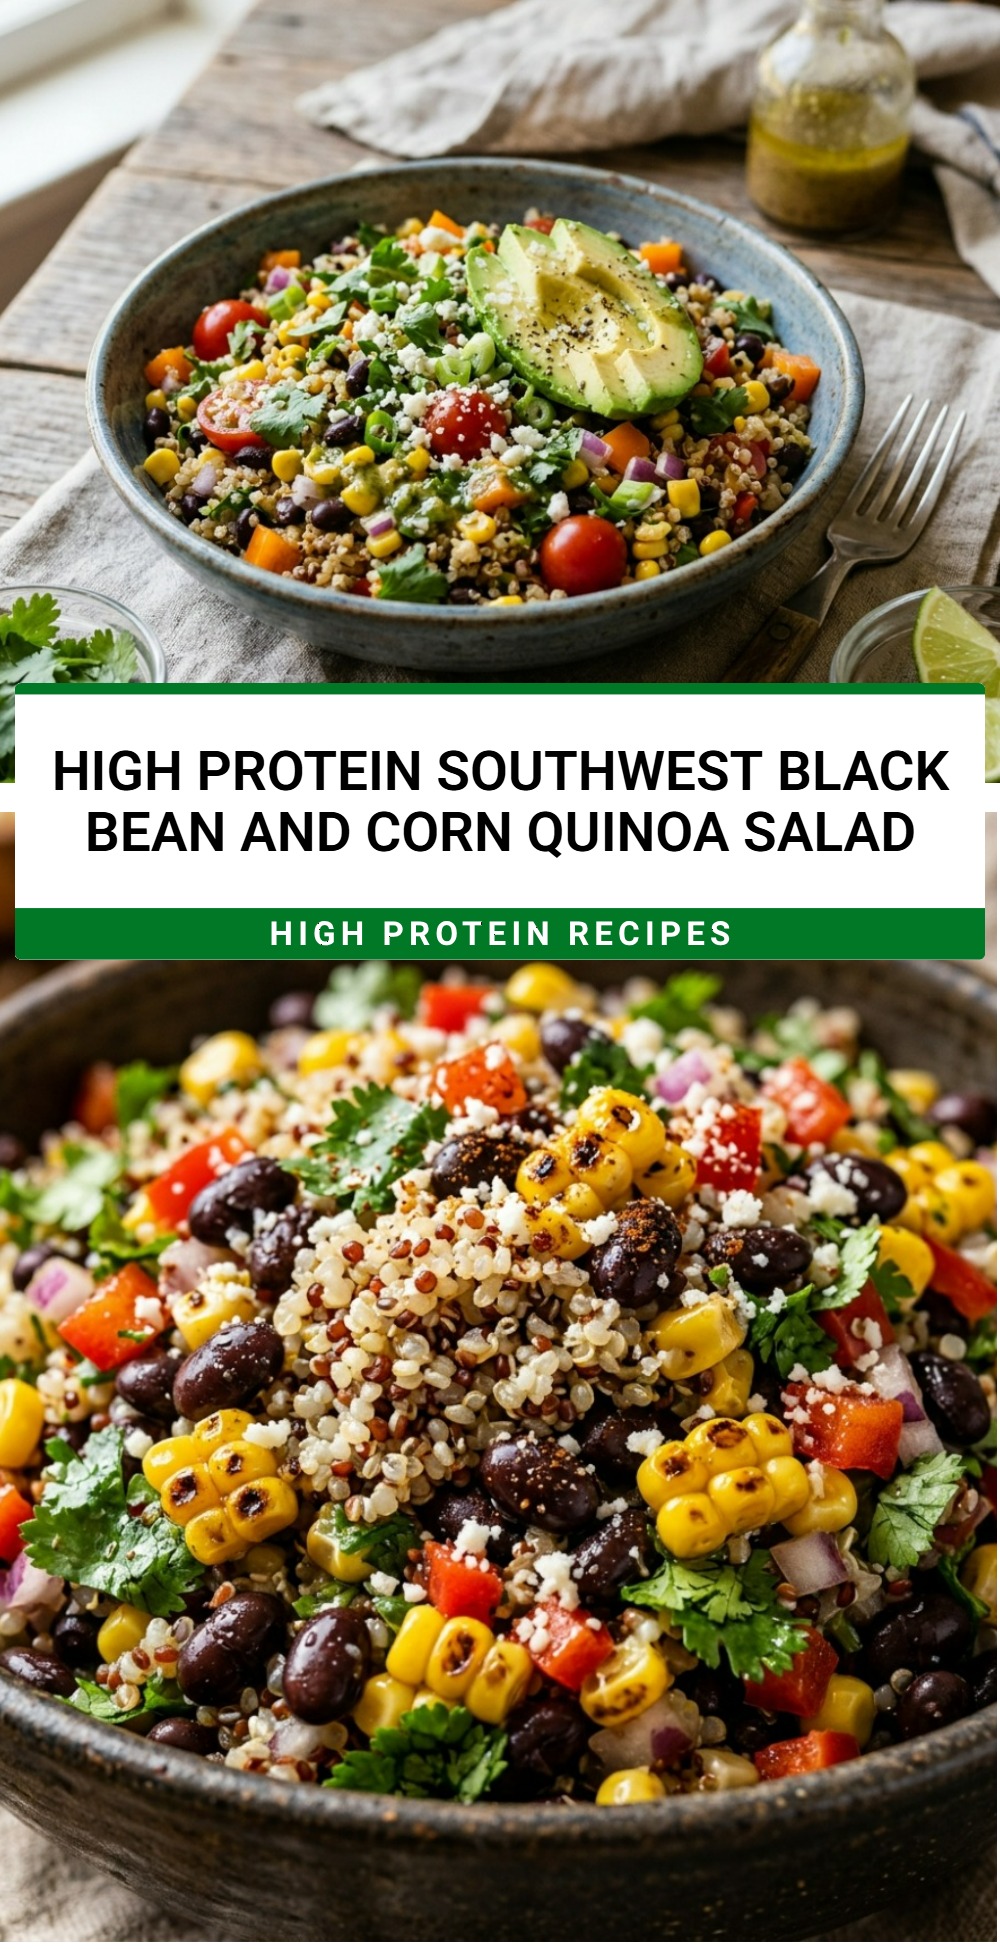 HIGH PROTEIN SOUTHWEST BLACK
BEAN AND CORN QUINOA SALAD
HIGH PROTEIN RECIPES